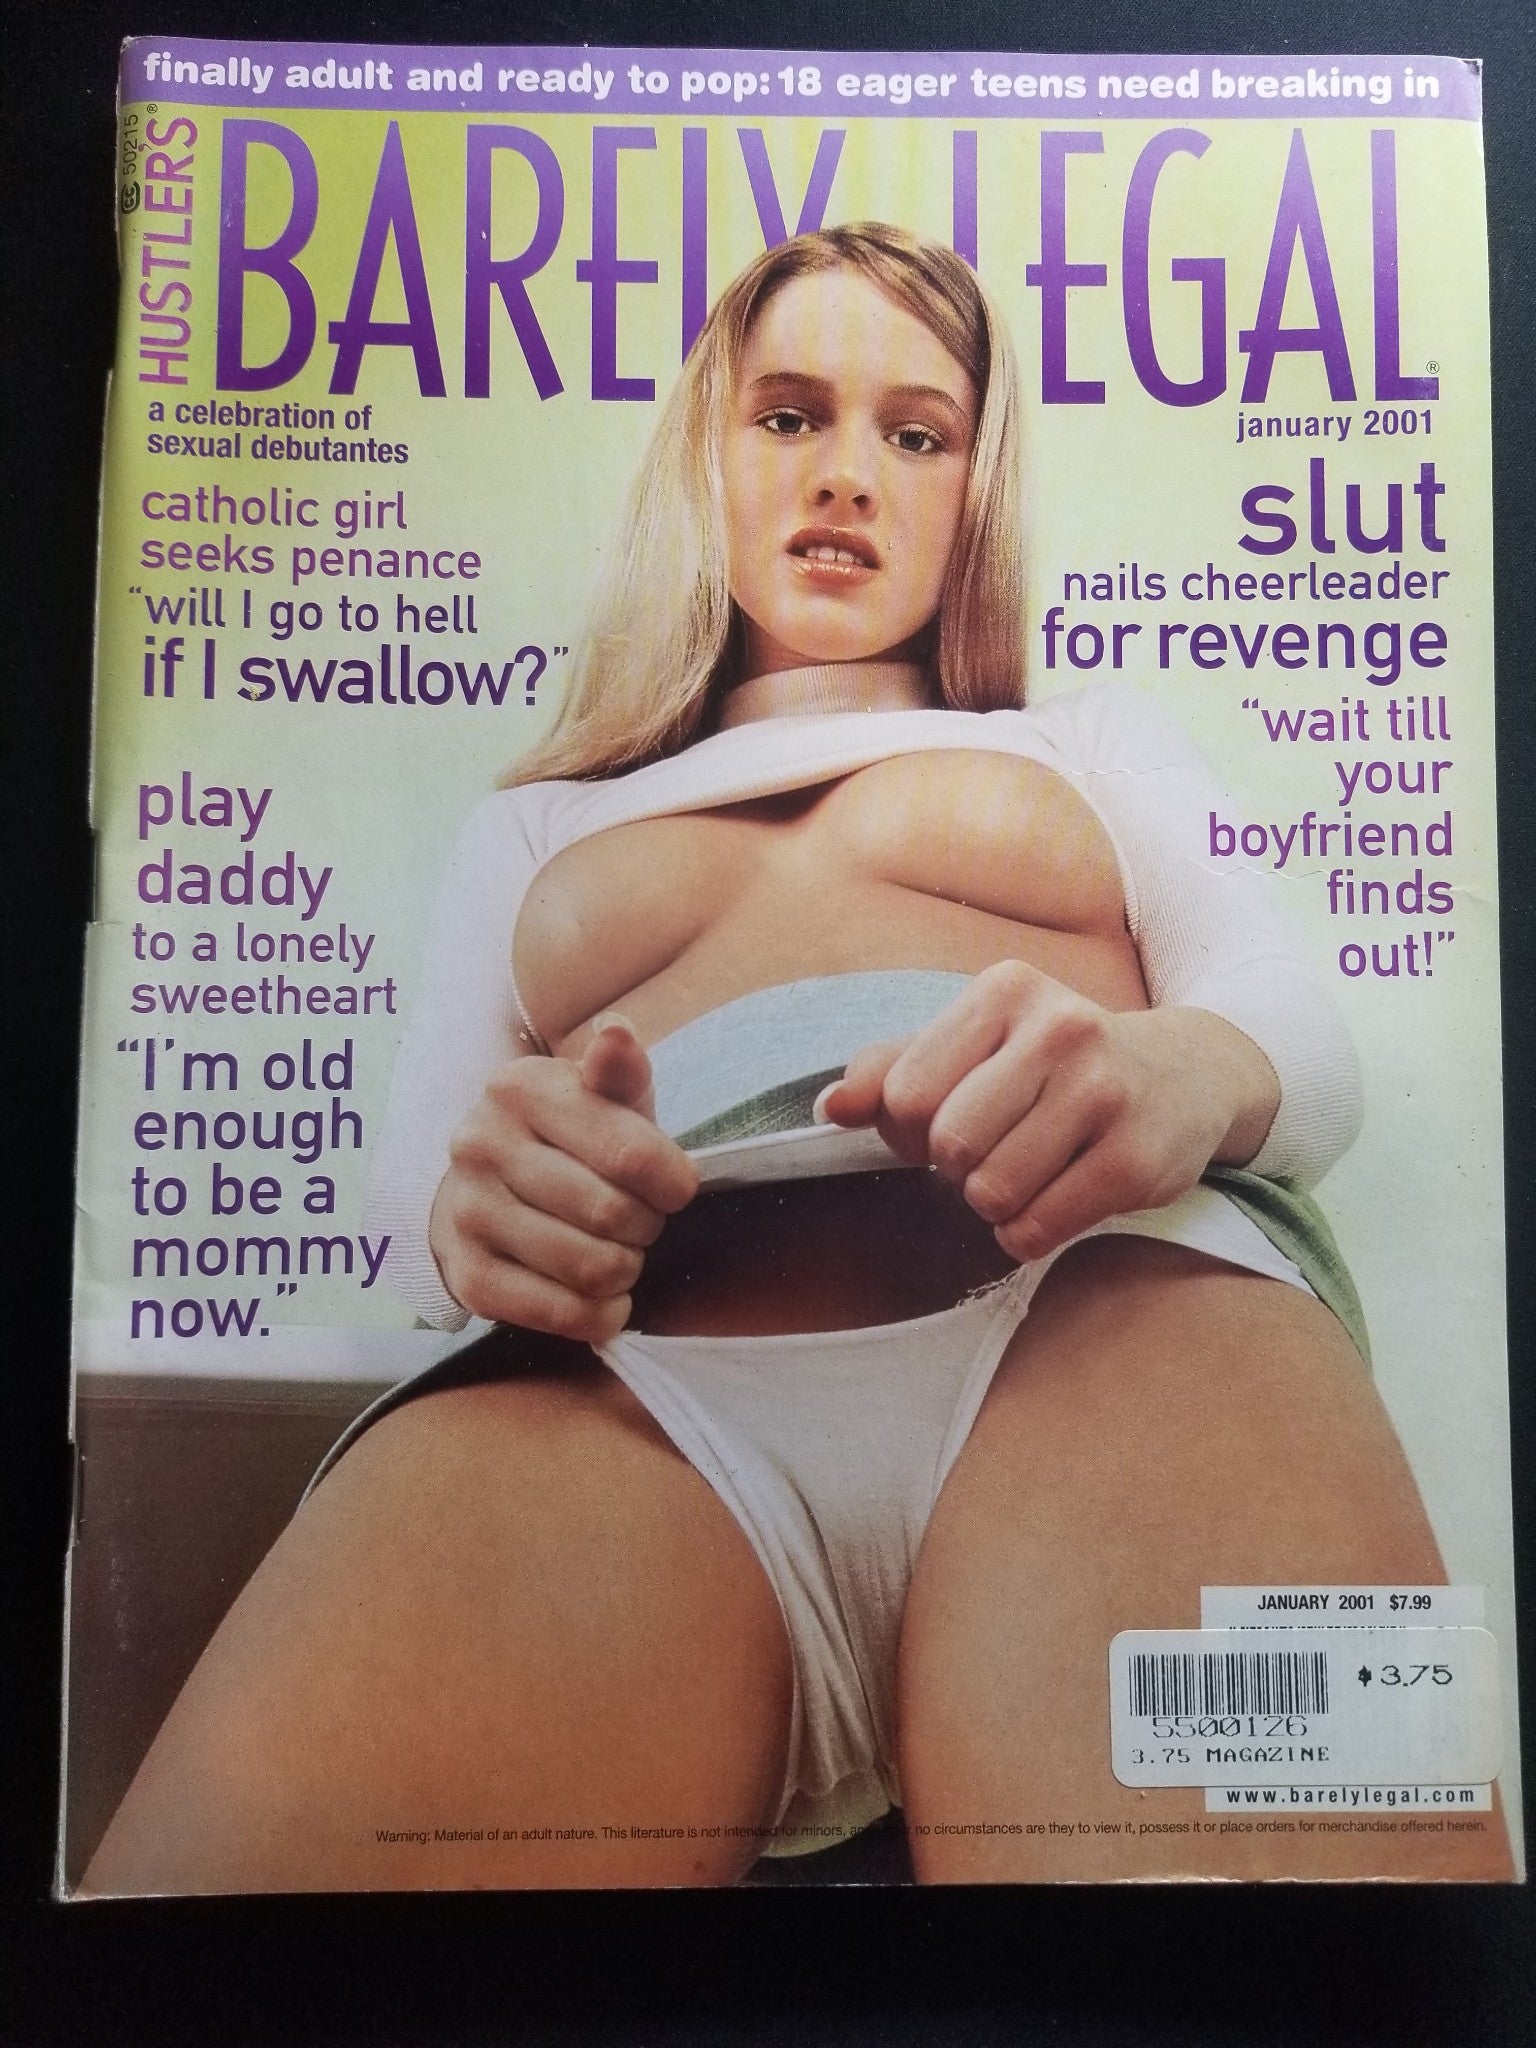 finally adult and ready to pop: 18 eager teens need breaking in
CC 50215
HUSTLER'S®
BARELY LEGAL®
a celebration of
sexual debutantes
january 2001
catholic girl
seeks penance
"will I go to hell
if I swallow?"
play
daddy
to a lonely
sweetheart
"I'm old
enough
to be a
mommy
now."
slut
nails cheerleader
for revenge
"wait till
your
boyfriend
finds
out!"
JANUARY 2001 $7.99
$3.75
5500126
3.75 MAGAZINE
www.barelylegal.com
Warning: Material of an adult nature. This literature is not intended for minors, and no circumstances are they to view it, possess it or place orders for merchandise offered herein.